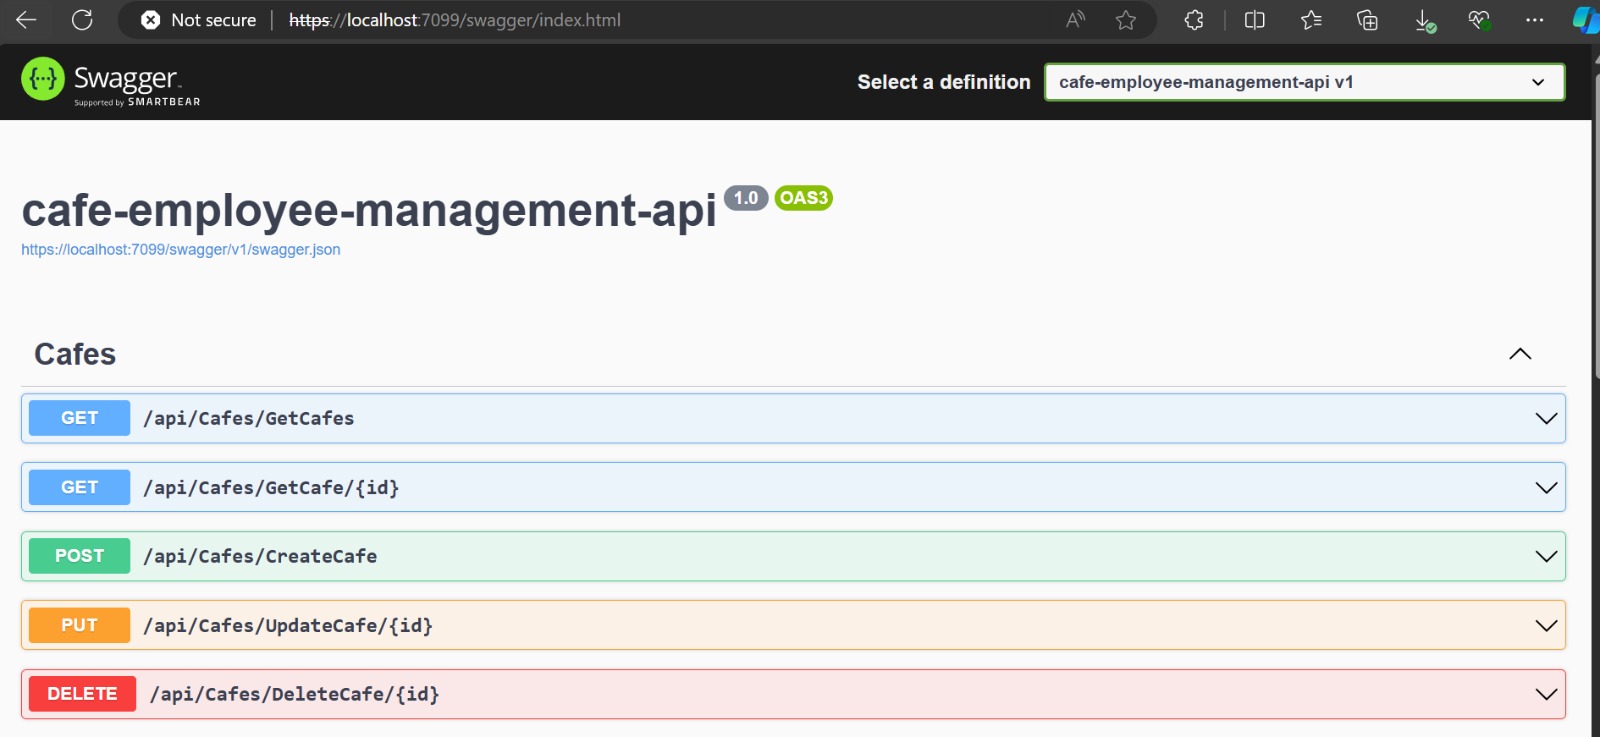 Not secure https://localhost:7099/swagger/index.html
Swagger
Supported by SMARTBEAR
Select a definition cafe-employee-management-api v1
cafe-employee-management-api 1.0 OAS3
https://localhost:7099/swagger/v1/swagger.json
Cafes
GET /api/Cafes/GetCafes
GET /api/Cafes/GetCafe/{id}
POST /api/Cafes/CreateCafe
PUT /api/Cafes/UpdateCafe/{id}
DELETE /api/Cafes/DeleteCafe/{id}